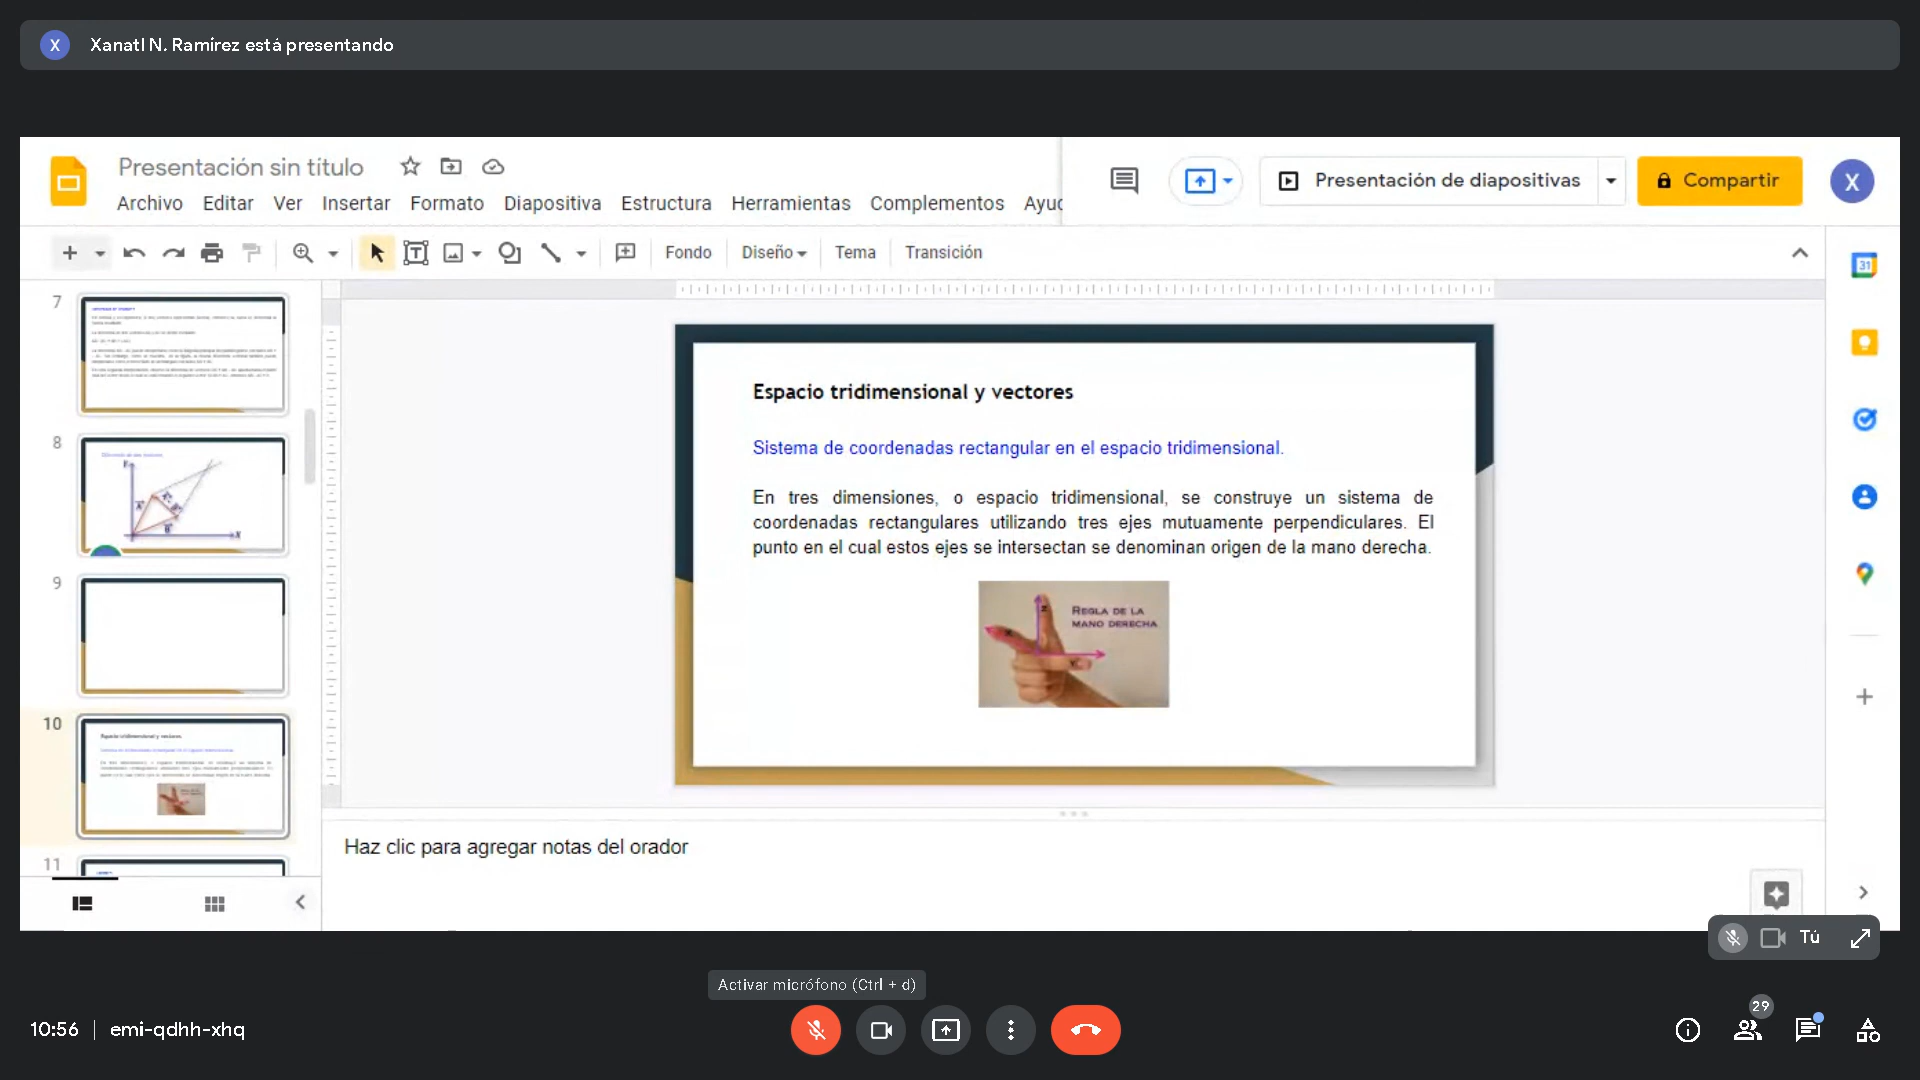 X Xanatl N. Ramírez está presentando
Presentación sin título
Archivo Editar Ver Insertar Formato Diapositiva Estructura Herramientas Complementos Ayuc
Presentación de diapositivas
Compartir
X
Fondo Diseño Tema Transición
31
7
8
9
10
11
Espacio tridimensional y vectores
Sistema de coordenadas rectangular en el espacio tridimensional.
En tres dimensiones, o espacio tridimensional, se construye un sistema de
coordenadas rectangulares utilizando tres ejes mutuamente perpendiculares. El
punto en el cual estos ejes se intersectan se denominan origen de la mano derecha.
Regla de la
mano derecha
Z
X
Y
Haz clic para agregar notas del orador
Tú
Activar micrófono (Ctrl + d)
10:56 | emi-qdhh-xhq
29